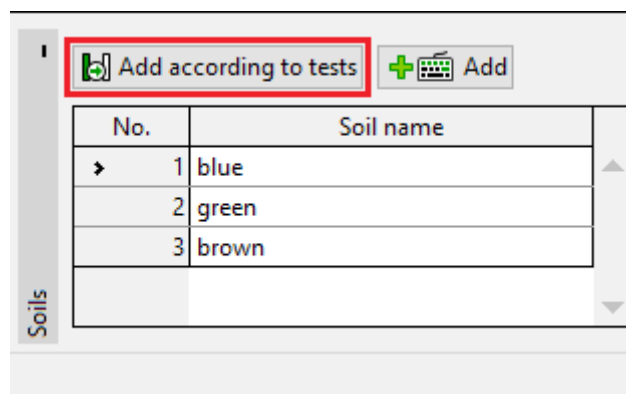 Add according to tests Add
No. Soil name
1 blue
2 green
3 brown
Soils